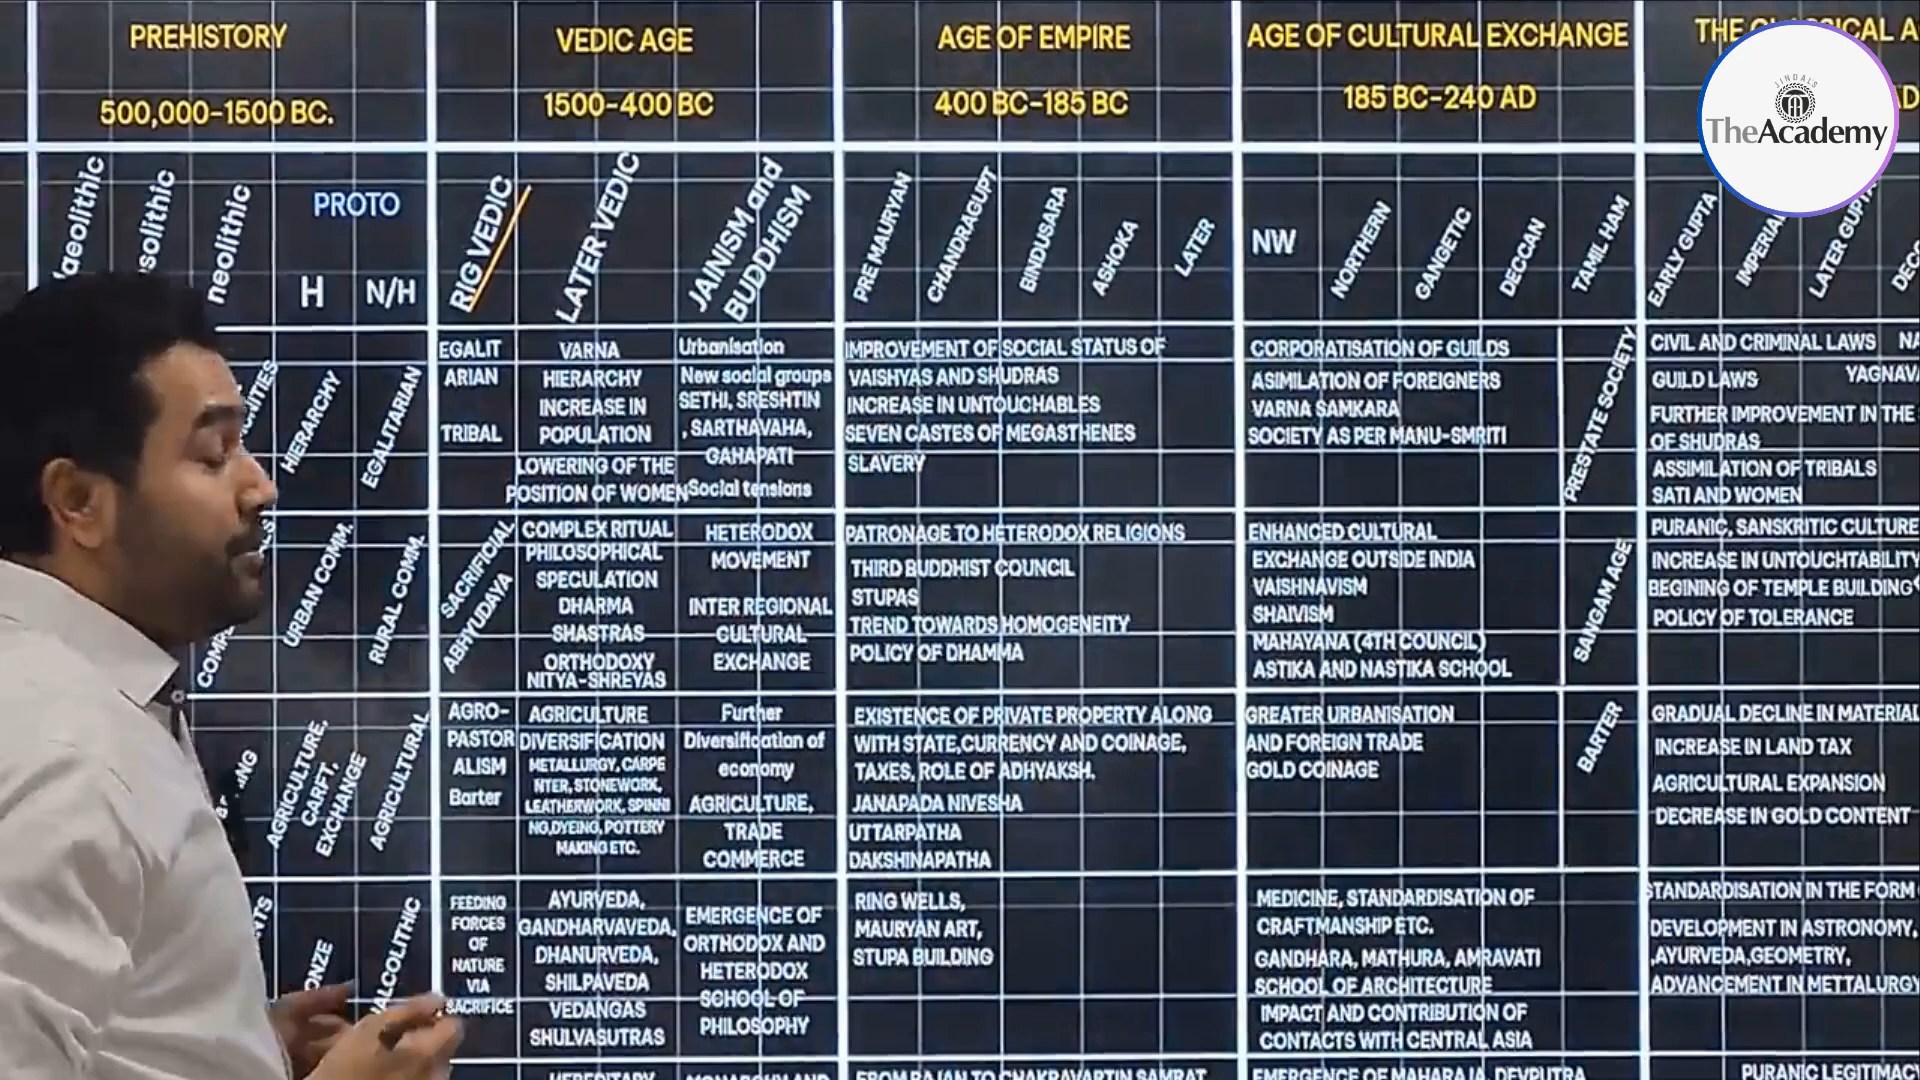 PREHISTORY
500,000-1500 BC.
VEDIC AGE
1500-400 BC
AGE OF EMPIRE
400 BC-185 BC
AGE OF CULTURAL EXCHANGE
185 BC-240 AD
JINDAL'S
TheAcademy
neolithic
PROTO
H
N/H
RIG VEDIC
LATER VEDIC
JAINISM and
BUDDHISM
PRE MAURYAN
CHANDRAGUPT
BINDUSARA
ASHOKA
LATER
NW
NORTHERN
GANGETIC
DECCAN
TAMIL HAM
EARLY GUPTA
LATER GUPTA
HIERARCHY
EGALITARIAN
EGALIT
ARIAN
TRIBAL
VARNA
HIERARCHY
INCREASE IN
POPULATION
LOWERING OF THE
POSITION OF WOMEN
Urbanisation
New social groups
SETHI, SRESHTIN
, SARTHAVAHA,
GAHAPATI
Social tensions
IMPROVEMENT OF SOCIAL STATUS OF
VAISHYAS AND SHUDRAS
INCREASE IN UNTOUCHABLES
SEVEN CASTES OF MEGASTHENES
SLAVERY
CORPORATISATION OF GUILDS
ASIMILATION OF FOREIGNERS
VARNA SAMKARA
SOCIETY AS PER MANU-SMRITI
PRESTATE SOCIETY
CIVIL AND CRIMINAL LAWS
GUILD LAWS
FURTHER IMPROVEMENT IN THE
OF SHUDRAS
ASSIMILATION OF TRIBALS
SATI AND WOMEN
URBAN COMM.
RURAL COMM.
SACRIFICIAL
ABHYUDAYA
COMPLEX RITUAL
PHILOSOPHICAL
SPECULATION
DHARMA
SHASTRAS
ORTHODOXY
NITYA-SHREYAS
HETERODOX
MOVEMENT
INTER REGIONAL
CULTURAL
EXCHANGE
PATRONAGE TO HETERODOX RELIGIONS
THIRD BUDDHIST COUNCIL
STUPAS
TREND TOWARDS HOMOGENEITY
POLICY OF DHAMMA
ENHANCED CULTURAL
EXCHANGE OUTSIDE INDIA
VAISHNAVISM
SHAIVISM
MAHAYANA (4TH COUNCIL)
ASTIKA AND NASTIKA SCHOOL
SANGAM AGE
PURANIC, SANSKRITIC CULTURE
INCREASE IN UNTOUCHTABILITY
BEGINING OF TEMPLE BUILDING
POLICY OF TOLERANCE
AGRICULTURE,
CARFT,
EXCHANGE
AGRICULTURAL
AGRO-
PASTOR
ALISM
Barter
AGRICULTURE
DIVERSIFICATION
METALLURGY, CARPE
NTER, STONEWORK,
LEATHERWORK, SPINNI
NG,DYEING, POTTERY
MAKING ETC.
Further
Diversification of
economy
AGRICULTURE,
TRADE
COMMERCE
EXISTENCE OF PRIVATE PROPERTY ALONG
WITH STATE,CURRENCY AND COINAGE,
TAXES, ROLE OF ADHYAKSH.
JANAPADA NIVESHA
UTTARPATHA
DAKSHINAPATHA
GREATER URBANISATION
AND FOREIGN TRADE
GOLD COINAGE
BARTER
GRADUAL DECLINE IN MATERIAL
INCREASE IN LAND TAX
AGRICULTURAL EXPANSION
DECREASE IN GOLD CONTENT
FEEDING
FORCES
OF
NATURE
VIA
SACRIFICE
AYURVEDA,
GANDHARVAVEDA,
DHANURVEDA,
SHILPAVEDA
VEDANGAS
SHULVASUTRAS
EMERGENCE OF
ORTHODOX AND
HETERODOX
SCHOOL OF
PHILOSOPHY
RING WELLS,
MAURYAN ART,
STUPA BUILDING
MEDICINE, STANDARDISATION OF
CRAFTMANSHIP ETC.
GANDHARA, MATHURA, AMRAVATI
SCHOOL OF ARCHITECTURE
IMPACT AND CONTRIBUTION OF
CONTACTS WITH CENTRAL ASIA
STANDARDISATION IN THE FORM
DEVELOPMENT IN ASTRONOMY,
,AYURVEDA,GEOMETRY,
ADVANCEMENT IN METTALURGY
HEREDITARY
MONARCHY AND
FROM RAJAN TO CHAKRAVARTIN SAMRAT
EMERGENCE OF MAHARAJA, DEVPUTRA
PURANIC LEGITIMACY